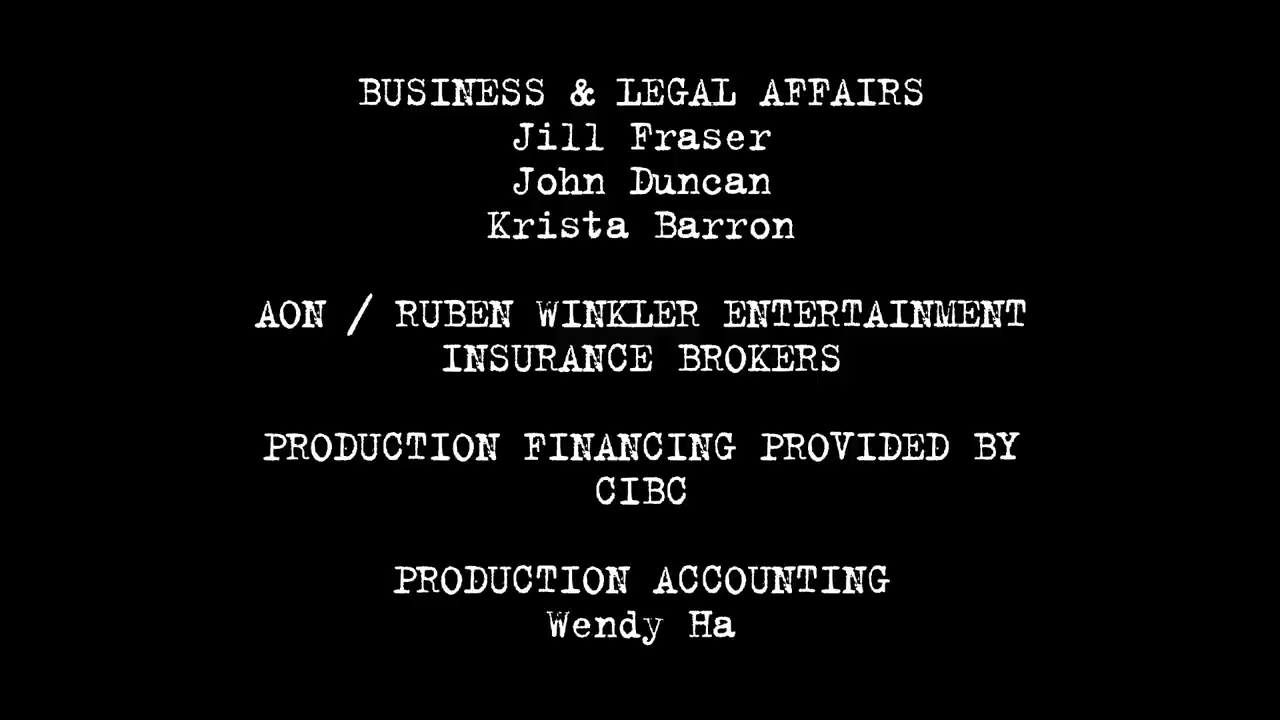 BUSINESS & LEGAL AFFAIRS
Jill Fraser
John Duncan
Krista Barron
AON / RUBEN WINKLER ENTERTAINMENT
INSURANCE BROKERS
PRODUCTION FINANCING PROVIDED BY
CIBC
PRODUCTION ACCOUNTING
Wendy Ha